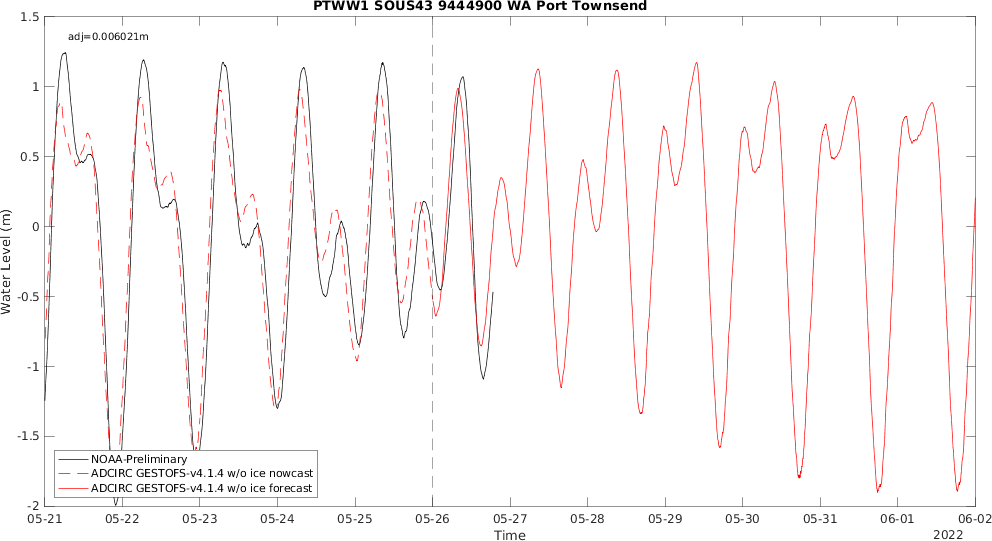 PTWW1 SOUS43 9444900 WA Port Townsend
adj=0.006021m
Water Level (m)
1.5
1
0.5
0
-0.5
-1
-1.5
-2
NOAA-Preliminary
ADCIRC GESTOFS-v4.1.4 w/o ice nowcast
ADCIRC GESTOFS-v4.1.4 w/o ice forecast
05-21 05-22 05-23 05-24 05-25 05-26 05-27 05-28 05-29 05-30 05-31 06-01 06-02
Time
2022